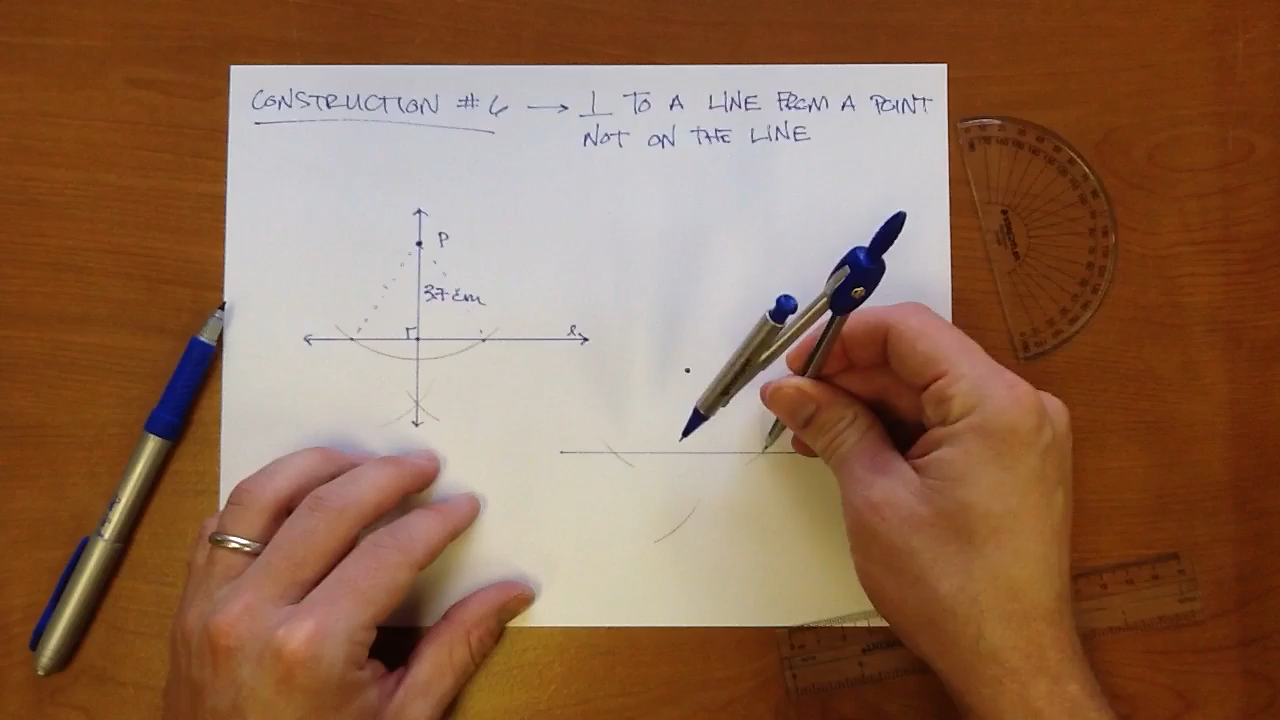 CONSTRUCTION #6 → ⊥ TO A LINE FROM A POINT
NOT ON THE LINE
P
3.7 cm
l